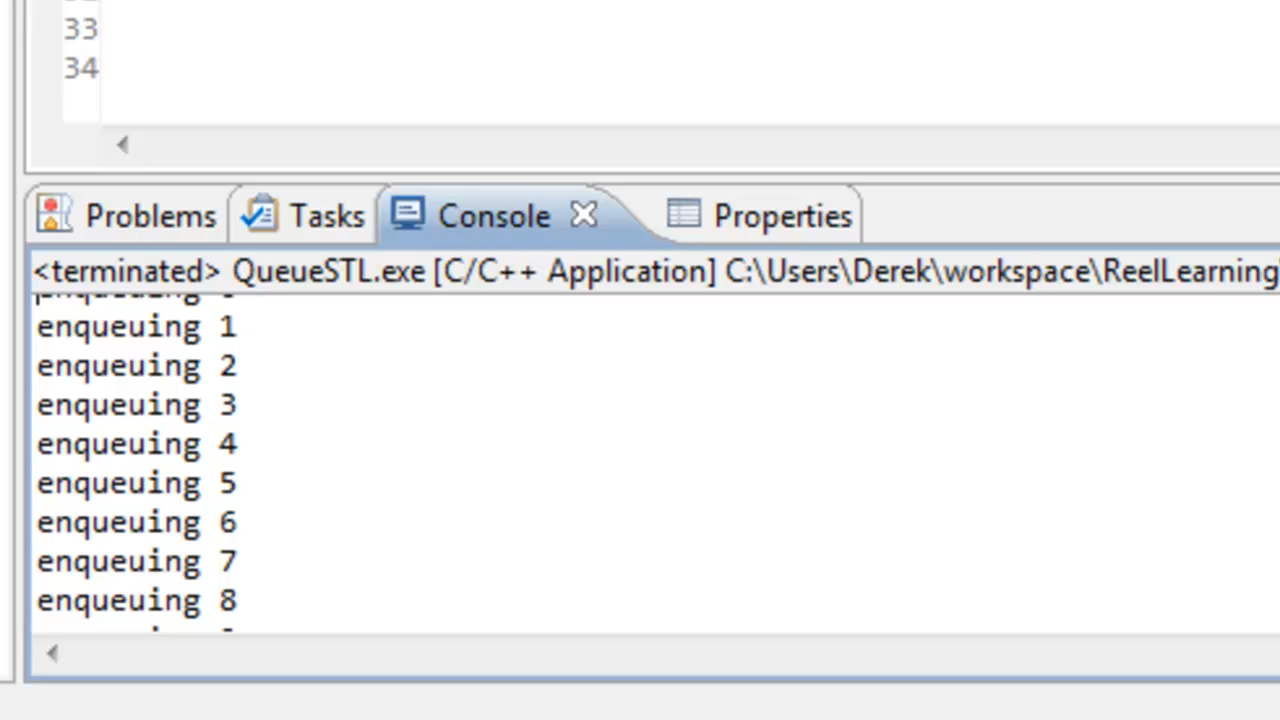 33
34
Problems Tasks Console Properties
<terminated> QueueSTL.exe [C/C++ Application] C:\Users\Derek\workspace\ReelLearning\
enqueuing 1
enqueuing 2
enqueuing 3
enqueuing 4
enqueuing 5
enqueuing 6
enqueuing 7
enqueuing 8